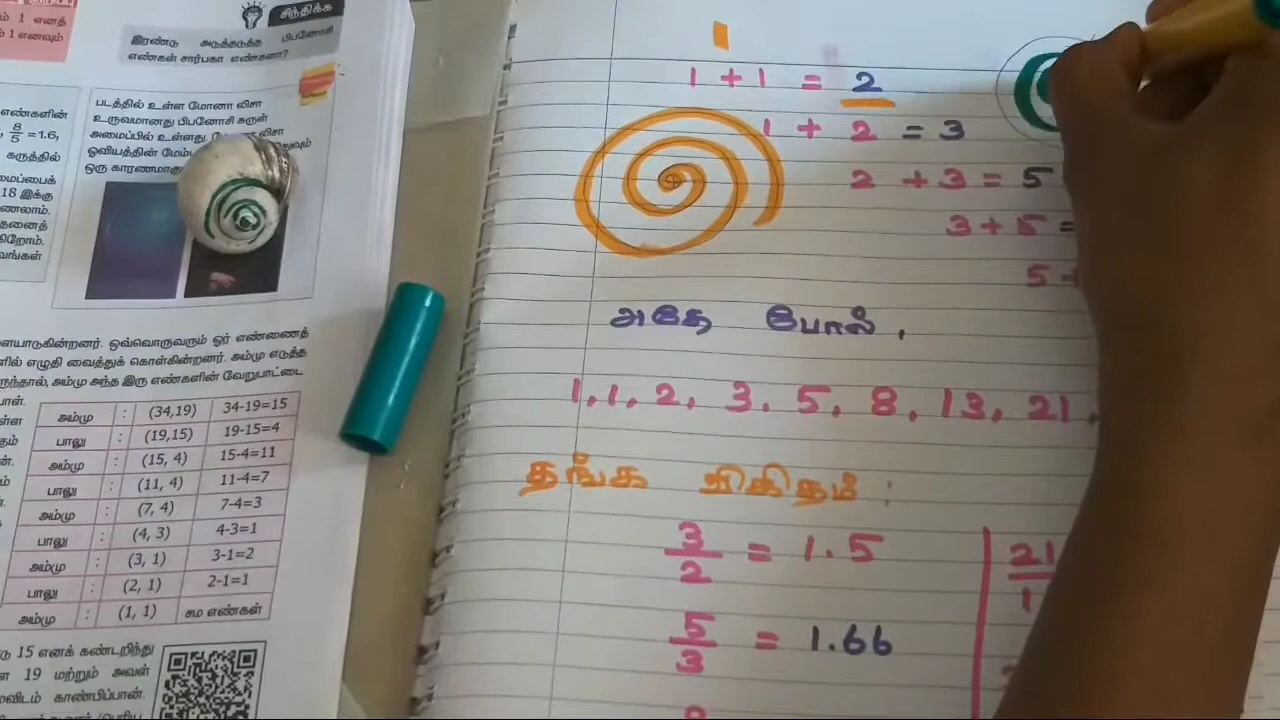 சிந்திக்க
ம் 1 எனத்
ம் 1 எனவும்
இரண்டு அடுத்தடுத்த பிபனோசி
எண்கள் சார்பகா எண்களா?
எண்களின்
8/5 = 1.6,
கருத்தில்
18 இக்கு
ணலாம்.
தனைத்
கிறோம்.
படத்தில் உள்ள மோனா லிசா
உருவமானது பிபனோசி சுருள்
அமைப்பில் உள்ளது. லிசா
ஓவியத்தின்
ஒரு
1
1 + 1 = 2
1 + 2 = 3
2 + 3 = 5
3 + 5 =
5 +
அதே போல்,
1, 1, 2, 3, 5, 8, 13, 21,
தங்க விகிதம் :
3/2 = 1.5
5/3 = 1.66
21
ளையாடுகின்றனர். ஒவ்வொருவரும் ஓர் எண்ணைத்
ளில் எழுதி வைத்துக் கொள்கின்றனர். அம்மு எடுத்த
ருந்தால், அம்மு அந்த இரு எண்களின் வேறுபாட்டை
அம்மு : (34,19) 34-19=15
பாலு : (19,15) 19-15=4
அம்மு : (15, 4) 15-4=11
பாலு : (11, 4) 11-4=7
அம்மு : (7, 4) 7-4=3
பாலு : (4, 3) 4-3=1
அம்மு : (3, 1) 3-1=2
பாலு : (2, 1) 2-1=1
அம்மு : (1, 1) சம எண்கள்
டு 15 எனக் கண்டறிந்து
ள 19 மற்றும் அவள்
விடம் காண்பிப்பான்.